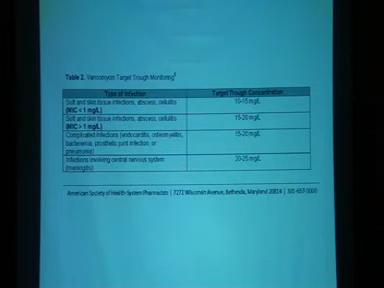 Table 2. Vancomycin Target Trough Monitoring
Type of Infection Target Trough Concentration
Soft and skin tissue infections, abscess, cellulitis 10-15 mg/L
(MIC < 1 mg/L)
Soft and skin tissue infections, abscess, cellulitis 15-20 mg/L
(MIC > 1 mg/L)
Complicated infections (endocarditis, osteomyelitis, 15-20 mg/L
bacteremia, prosthetic joint infection, or
pneumonia)
Infections involving central nervous system 20-25 mg/L
(meningitis)
American Society of Health-System Pharmacists | 7272 Wisconsin Avenue, Bethesda, Maryland 20814 | 301-657-3000